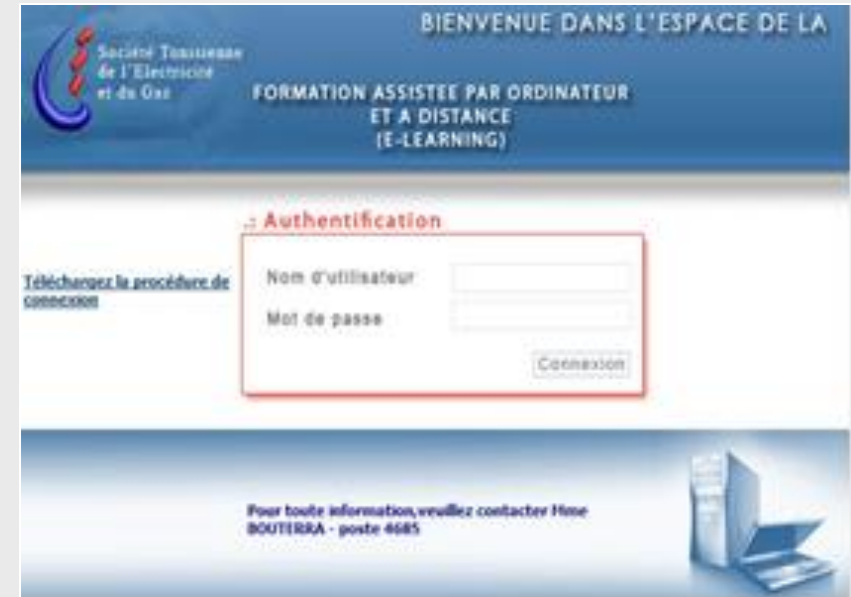 BIENVENUE DANS L'ESPACE DE LA
Société Tunisienne
de l'Electricité
et du Gaz
FORMATION ASSISTEE PAR ORDINATEUR
ET A DISTANCE
(E-LEARNING)
.: Authentification
Téléchargez la procédure de
connexion
Nom d'utilisateur
Mot de passe
Connexion
Pour toute information,veuillez contacter Mme
BOUTERRA - poste 4685